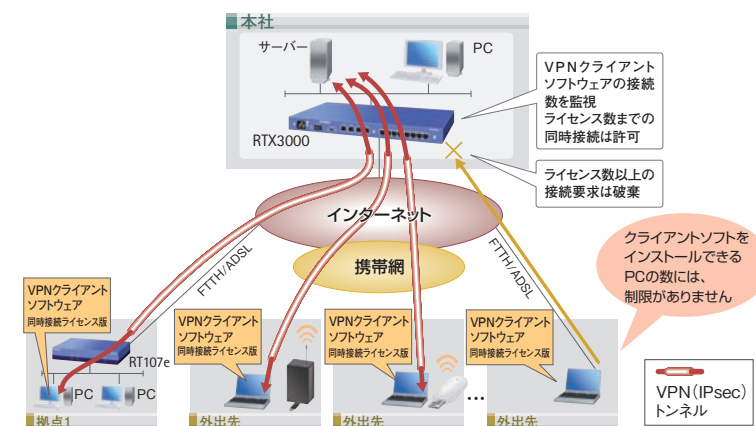 本社
サーバー
PC
RTX3000
VPNクライアント
ソフトウェアの接続
数を監視
ライセンス数までの
同時接続は許可
ライセンス数以上の
接続要求は破棄
インターネット
携帯網
FTTH/ADSL
FTTH/ADSL
クライアントソフトを
インストールできる
PCの数には、
制限がありません
VPNクライアント
ソフトウェア
同時接続ライセンス版
RT107e
PC
PC
拠点1
VPNクライアント
ソフトウェア
同時接続ライセンス版
外出先
VPNクライアント
ソフトウェア
同時接続ライセンス版
外出先
…
VPNクライアント
ソフトウェア
同時接続ライセンス版
外出先
VPN(IPsec)
トンネル